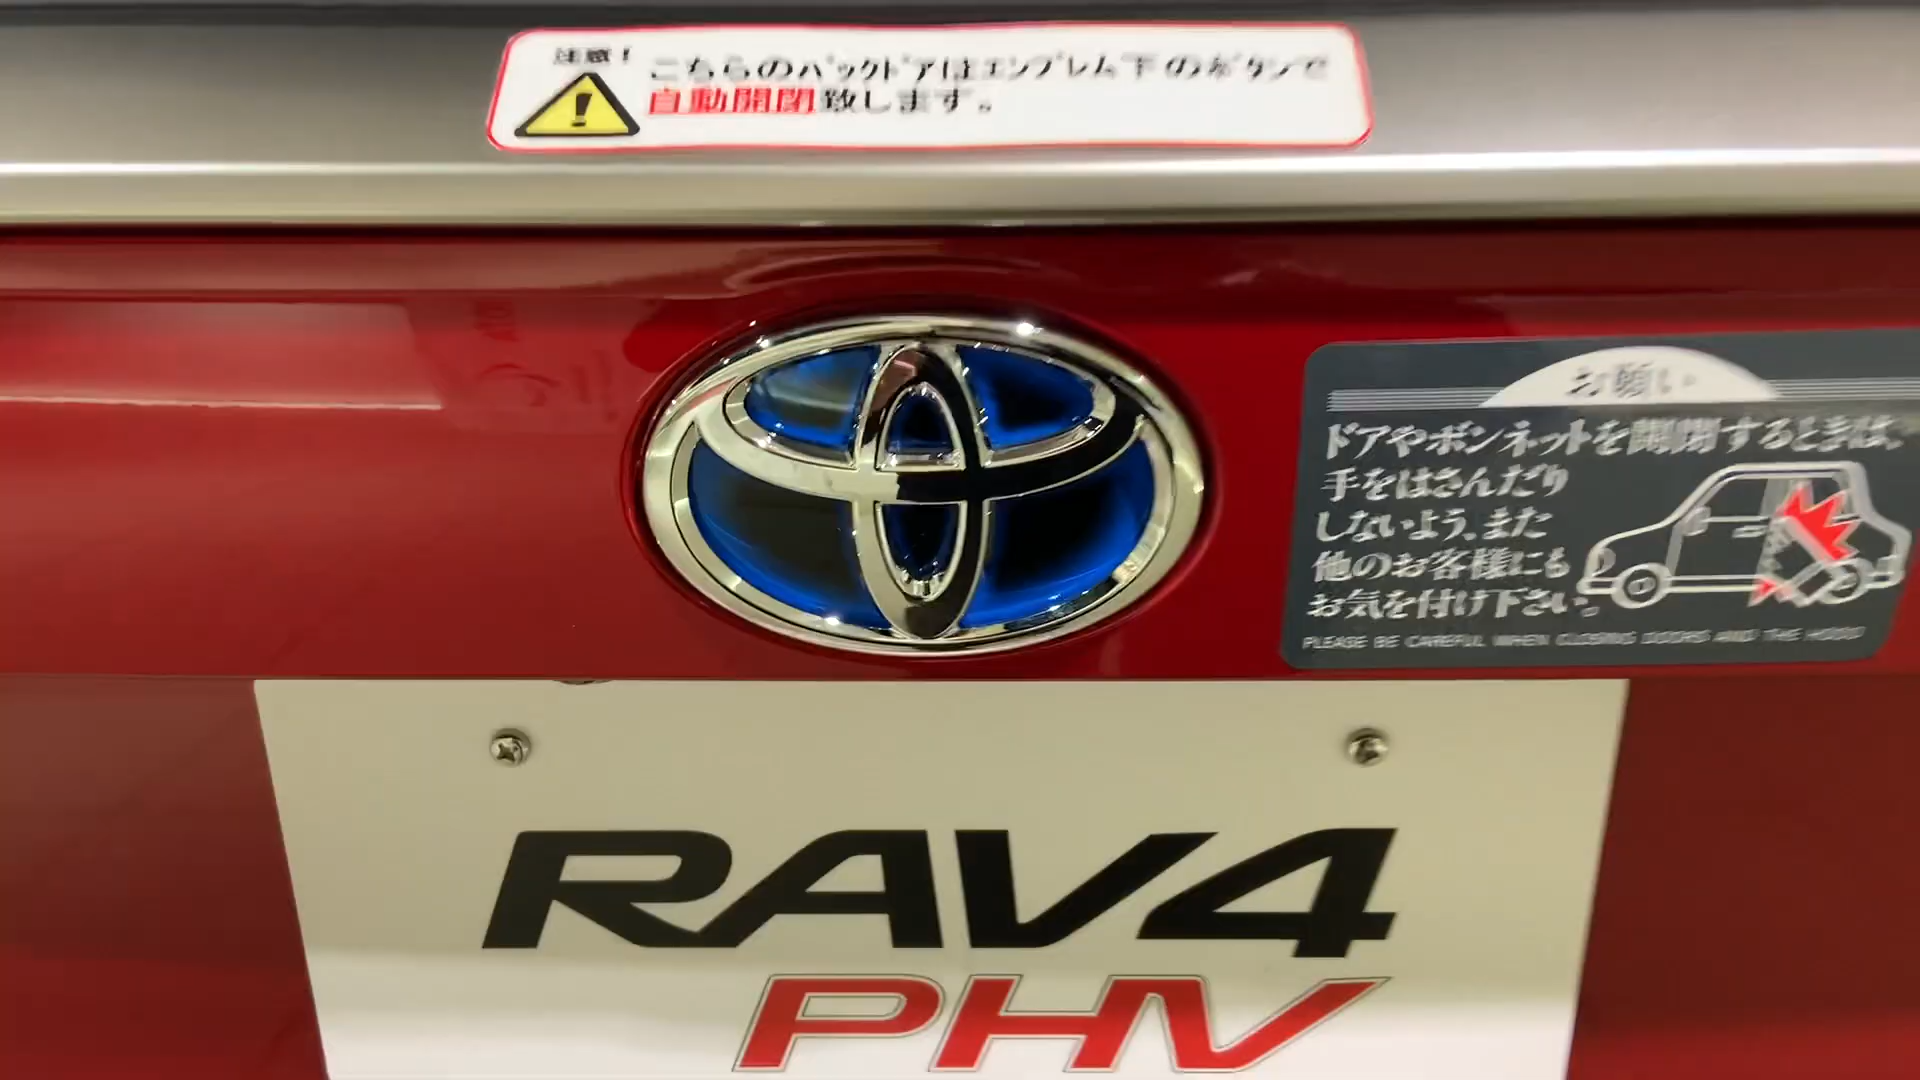 注意！
こちらのバックドアはエンブレム下のボタンで
自動開閉致します。
お願い
ドアやボンネットを開閉するときは、
手をはさんだり
しないよう、また
他のお客様にも
お気を付け下さい。
PLEASE BE CAREFUL WHEN CLOSING DOORS AND THE HOOD
RAV4
PHV